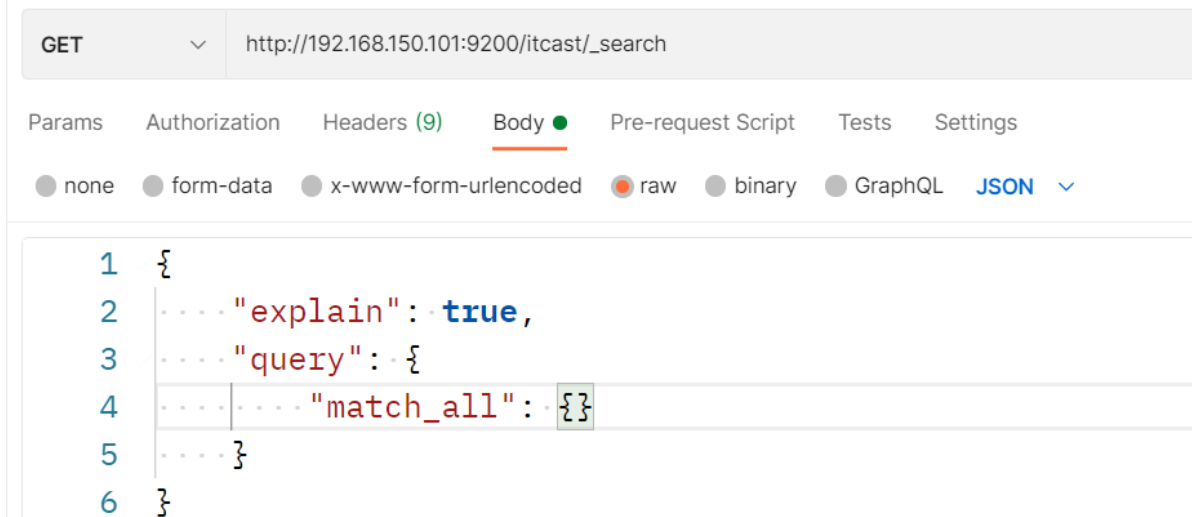 GET http://192.168.150.101:9200/itcast/_search
Params Authorization Headers (9) Body Pre-request Script Tests Settings
none form-data x-www-form-urlencoded raw binary GraphQL JSON
1 {
2 "explain": true,
3 "query": {
4 "match_all": {}
5 }
6 }